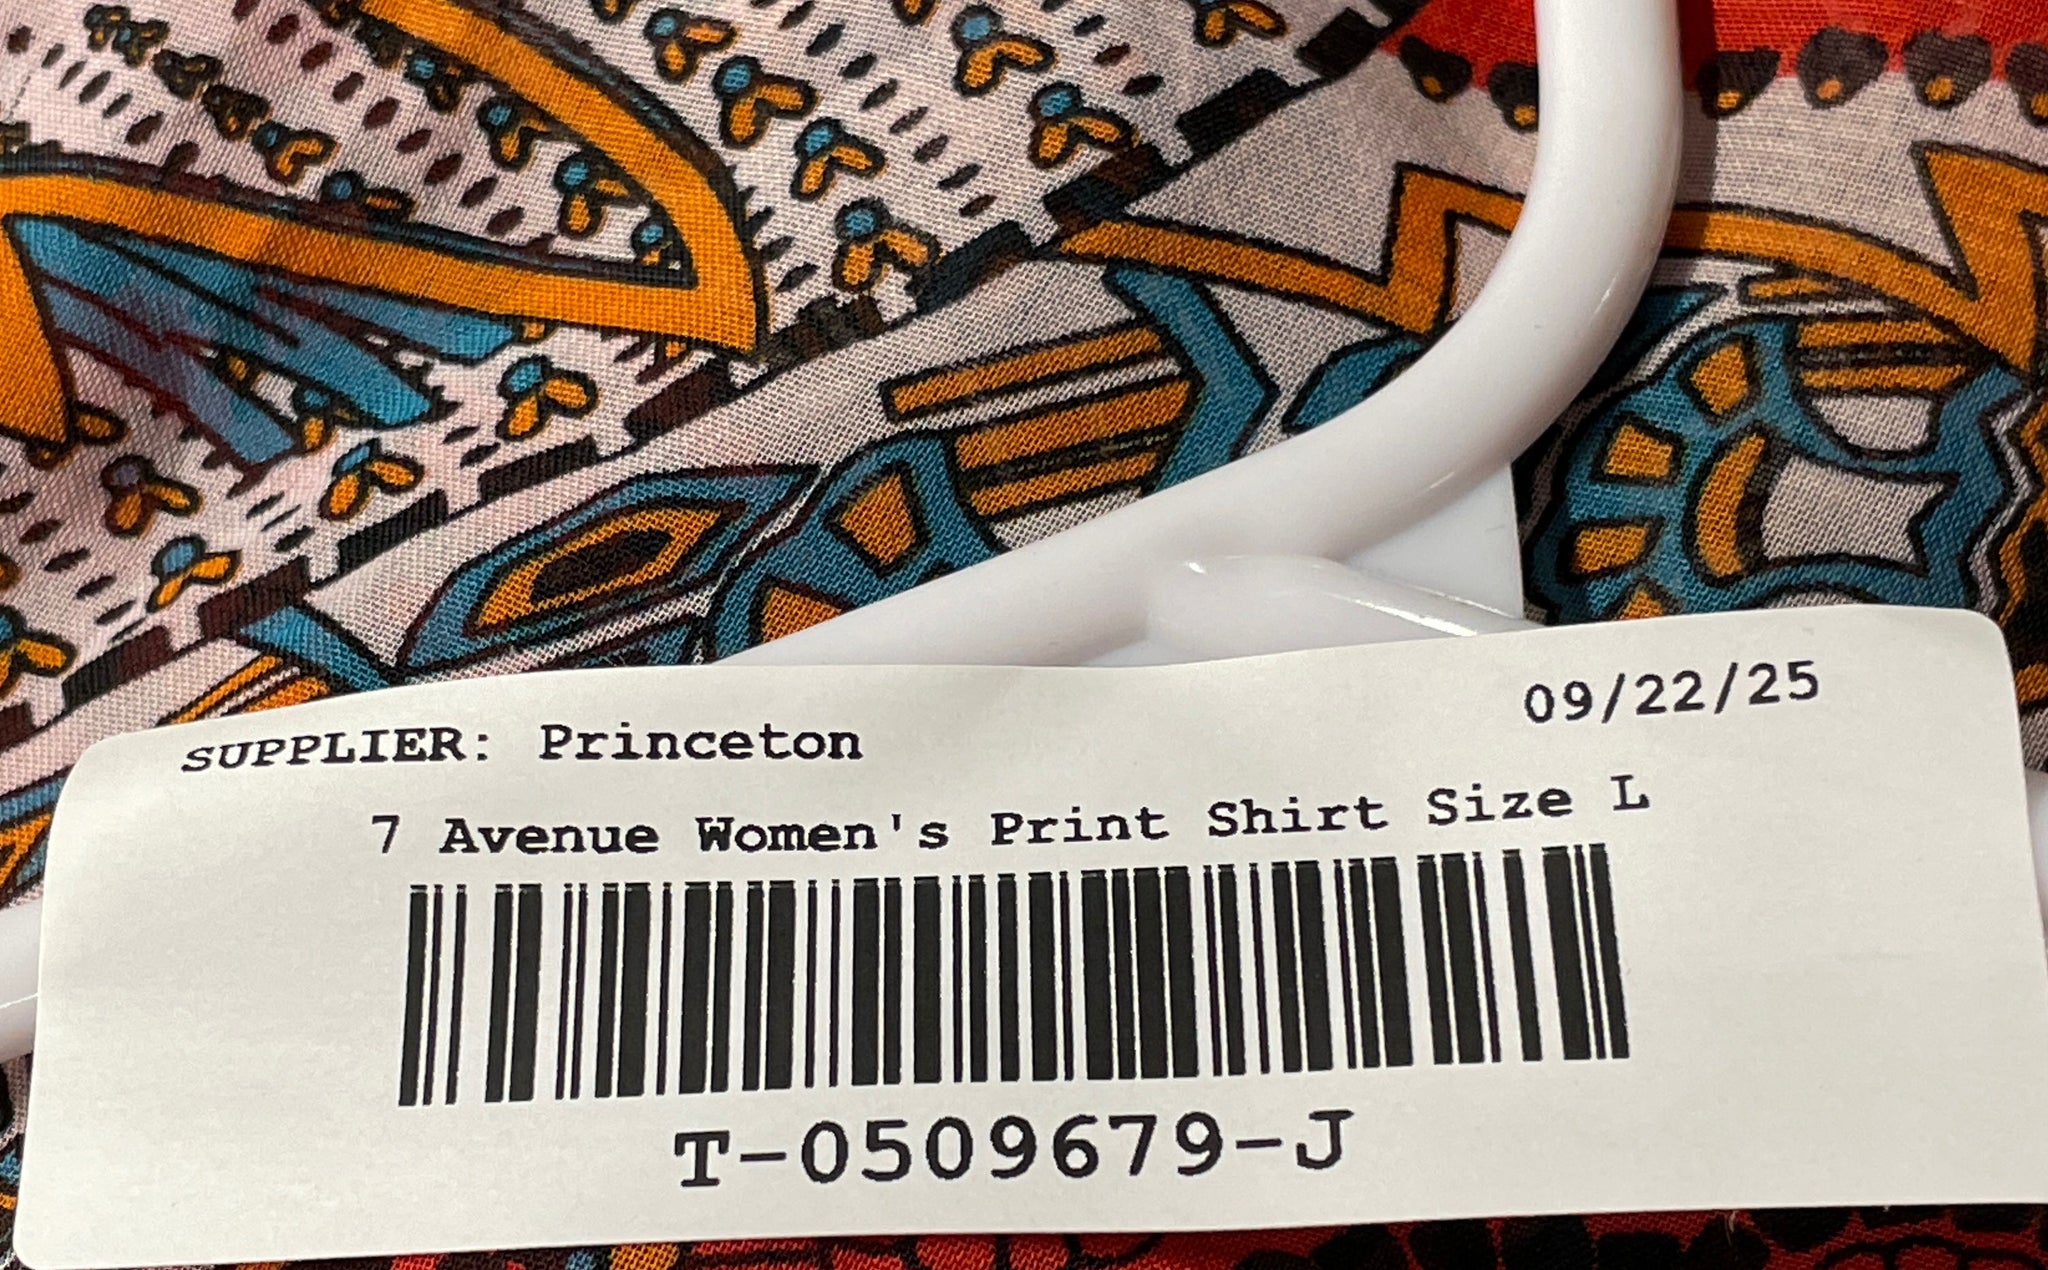 SUPPLIER: Princeton 09/22/25
7 Avenue Women's Print Shirt Size L
T-0509679-J